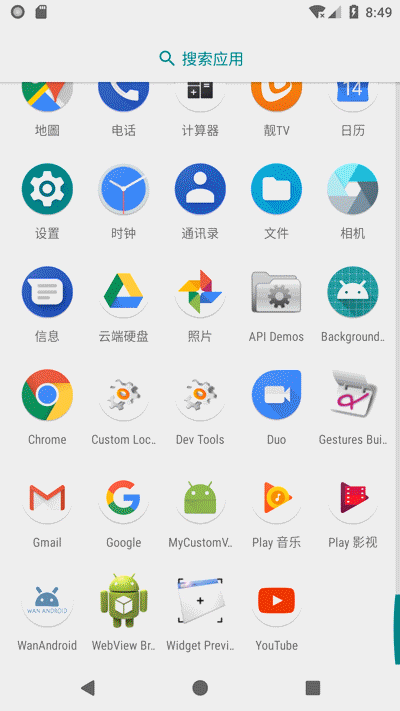 8:49
搜索应用
14
地圖 电话 计算器 靓TV 日历
设置 时钟 通讯录 文件 相机
信息 云端硬盘 照片 API Demos Background..
Chrome Custom Loc.. Dev Tools Duo Gestures Bui..
Gmail Google MyCustomV.. Play 音乐 Play 影视
WAN ANDROID
WanAndroid WebView Br.. Widget Previ.. YouTube